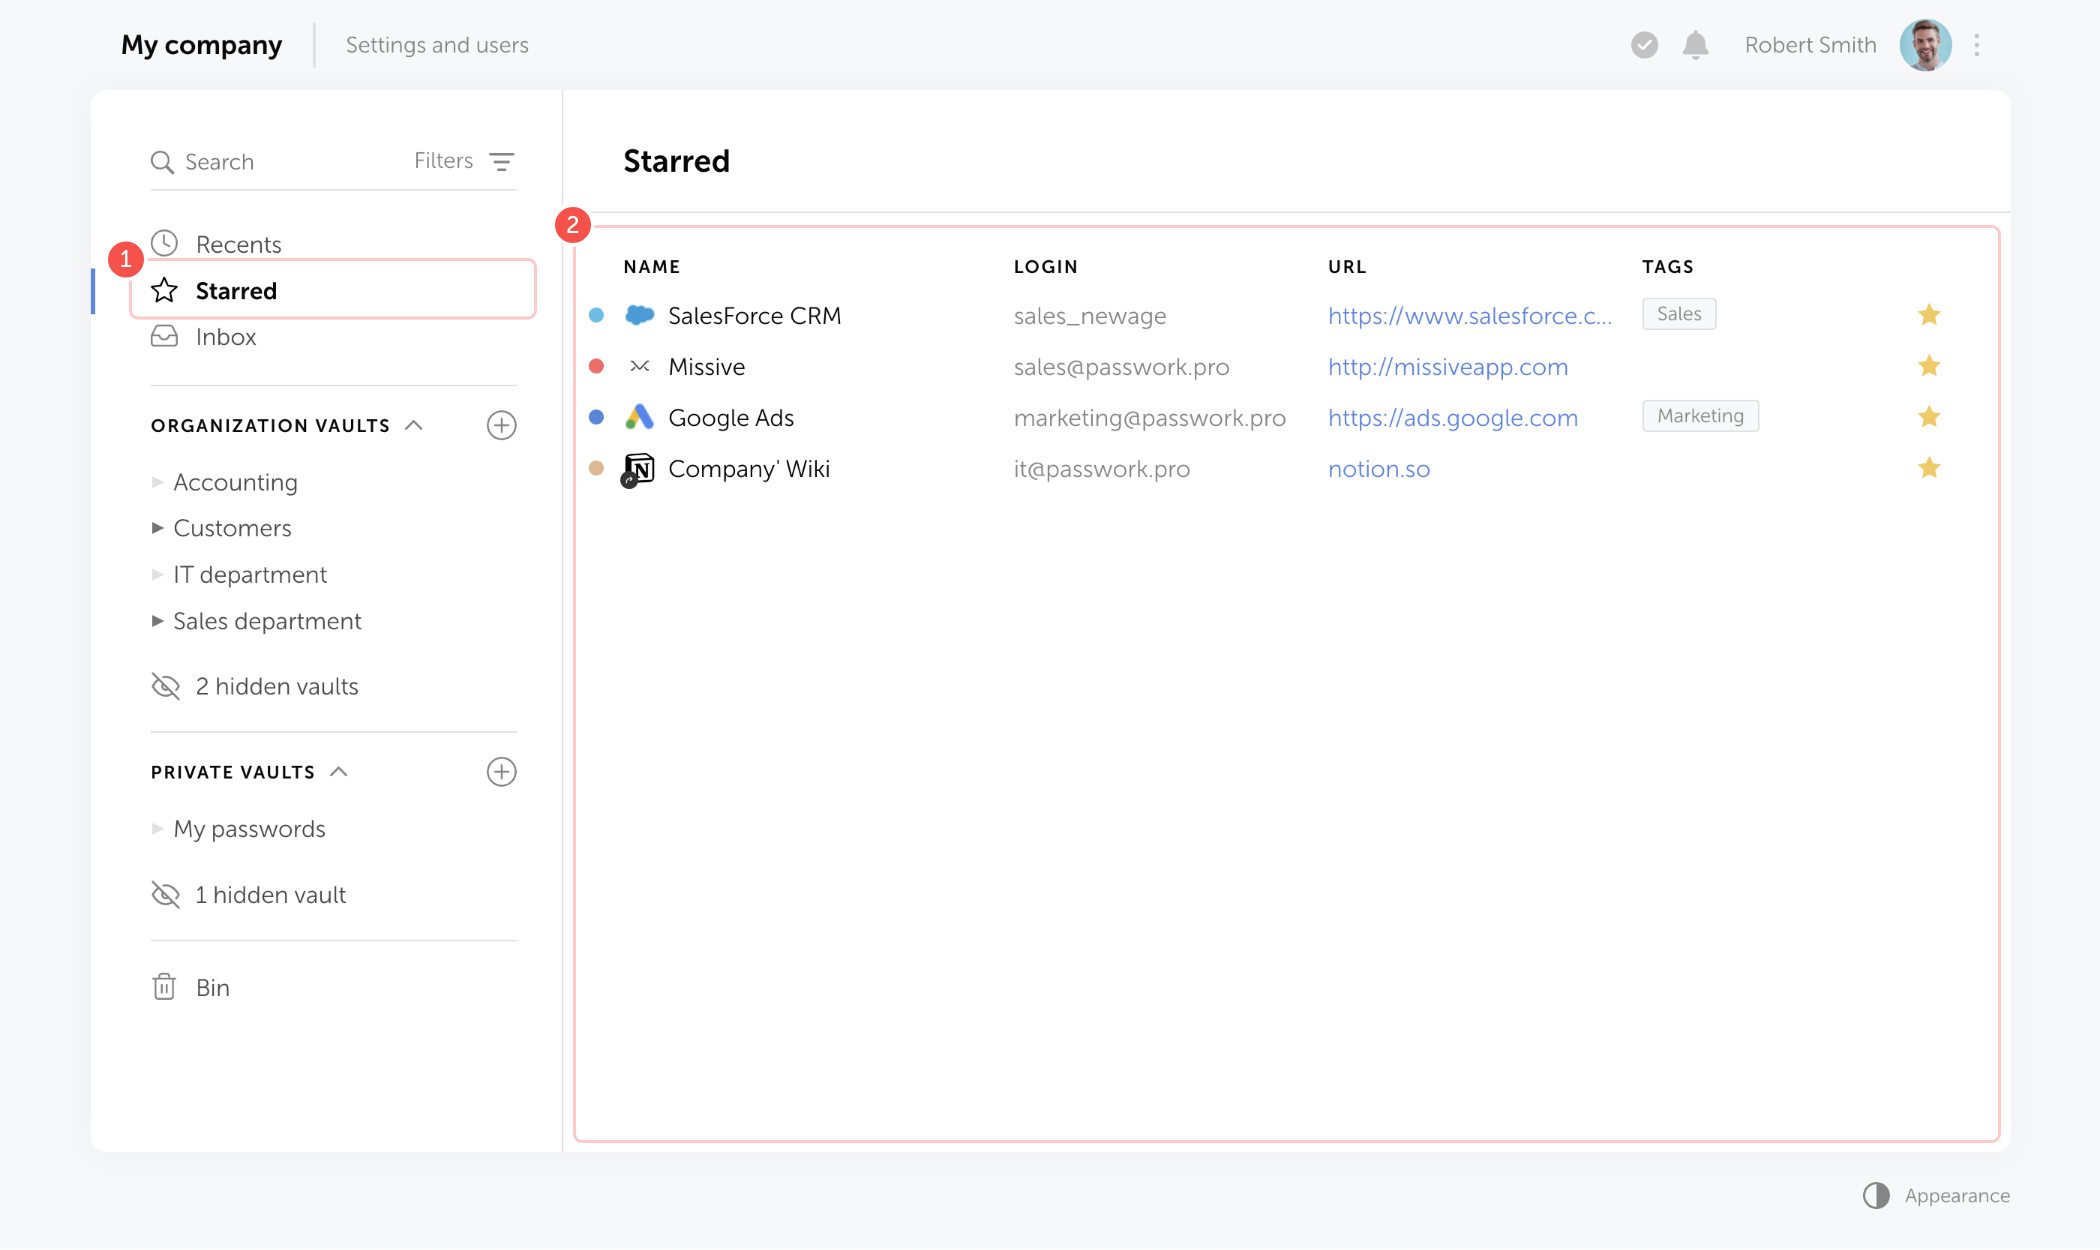 My company
Settings and users
Robert Smith
Search
Filters
1
Recents
Starred
Inbox
ORGANIZATION VAULTS
Accounting
Customers
IT department
Sales department
2 hidden vaults
PRIVATE VAULTS
My passwords
1 hidden vault
Bin
Starred
2
NAME LOGIN URL TAGS
SalesForce CRM sales_newage https://www.salesforce.c... Sales
Missive sales@passwork.pro http://missiveapp.com
Google Ads marketing@passwork.pro https://ads.google.com Marketing
N Company' Wiki it@passwork.pro notion.so
Appearance